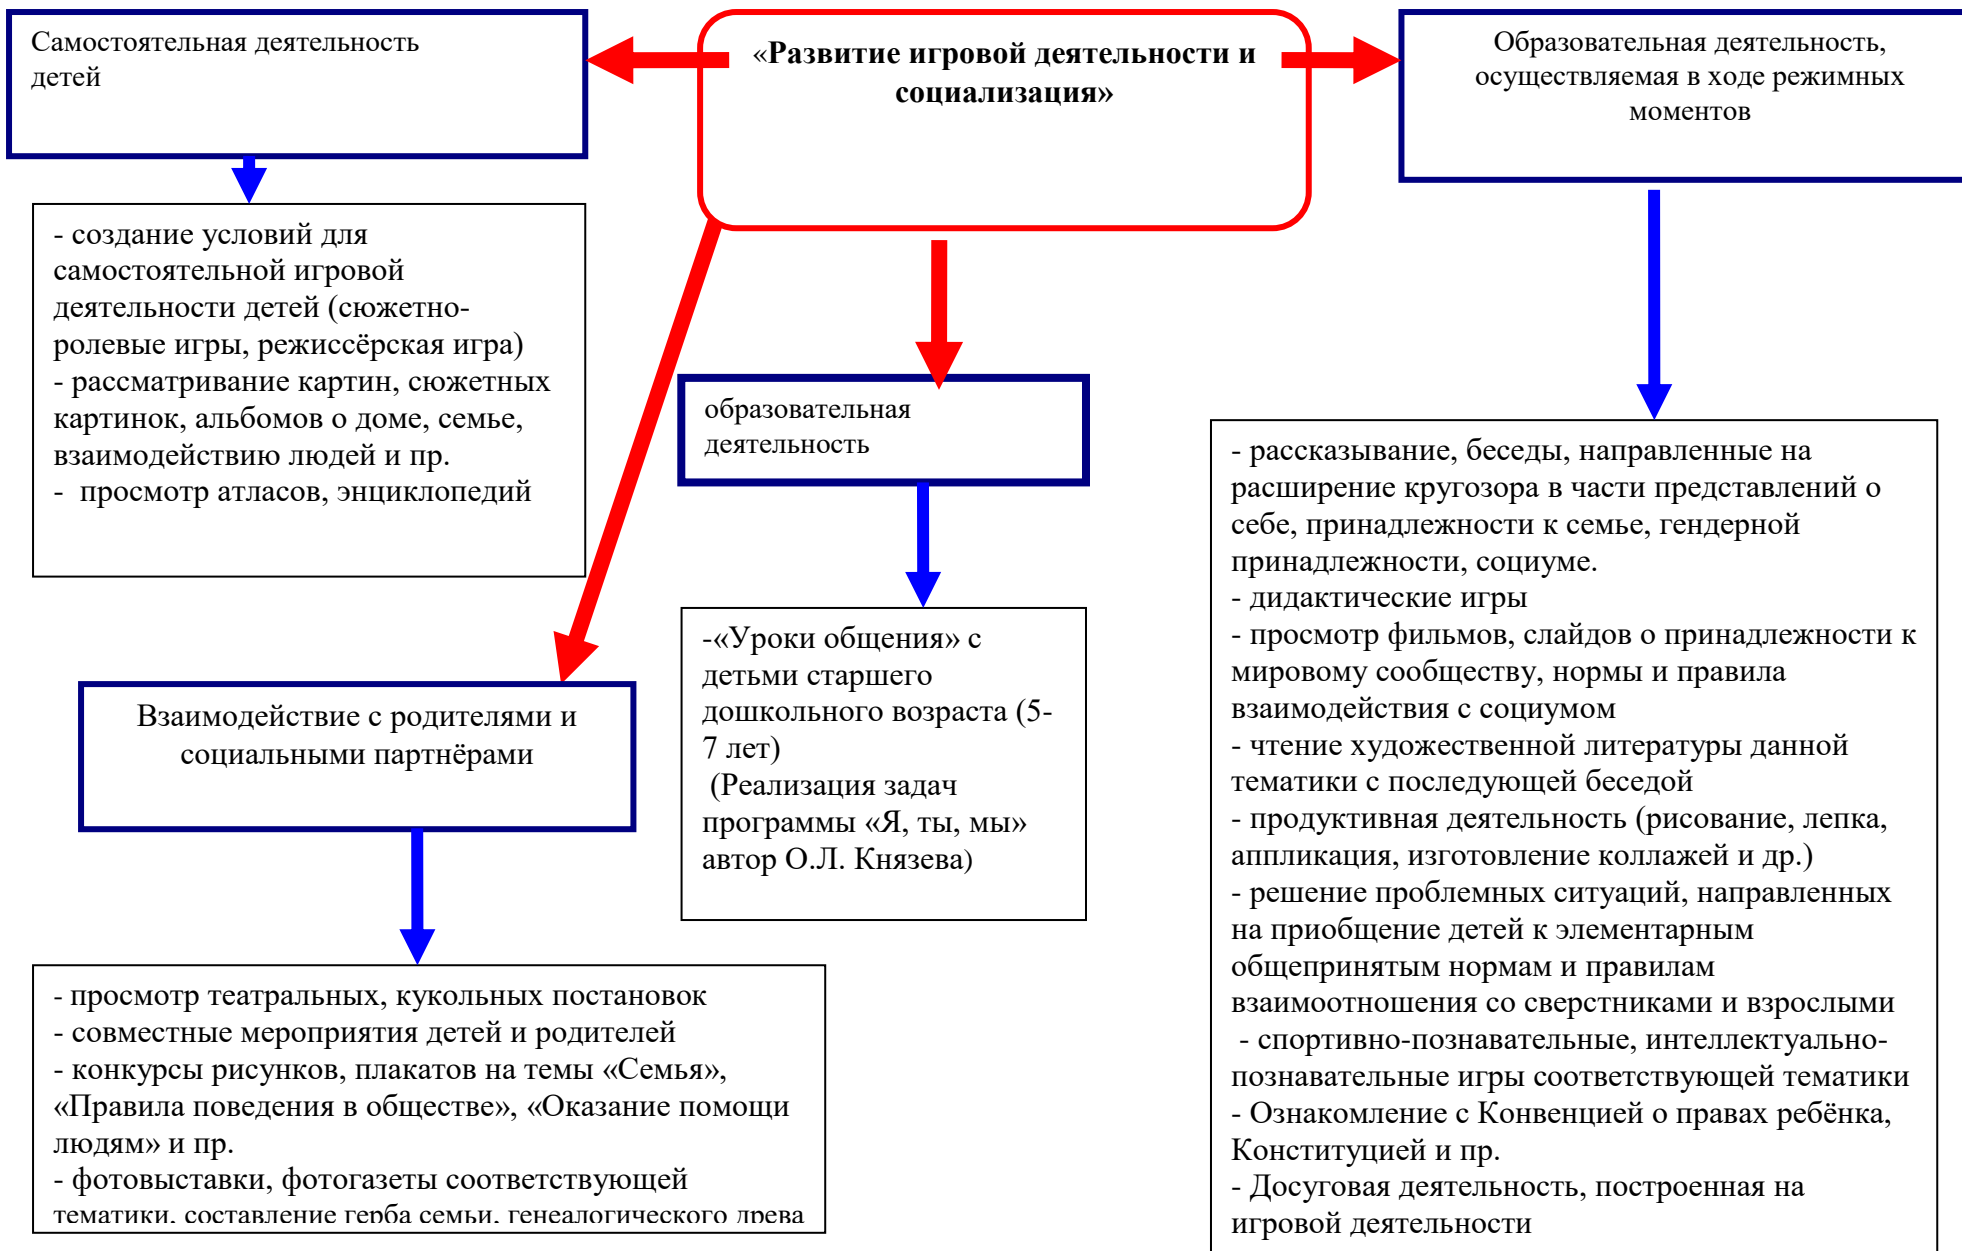 Самостоятельная деятельность
детей
«Развитие игровой деятельности и
социализация»
Образовательная деятельность,
осуществляемая в ходе режимных
моментов
- создание условий для
самостоятельной игровой
деятельности детей (сюжетно-
ролевые игры, режиссёрская игра)
- рассматривание картин, сюжетных
картинок, альбомов о доме, семье,
взаимодействию людей и пр.
- просмотр атласов, энциклопедий
образовательная
деятельность
-«Уроки общения» с
детьми старшего
дошкольного возраста (5-
7 лет)
(Реализация задач
программы «Я, ты, мы»
автор О.Л. Князева)
Взаимодействие с родителями и
социальными партнёрами
- просмотр театральных, кукольных постановок
- совместные мероприятия детей и родителей
- конкурсы рисунков, плакатов на темы «Семья»,
«Правила поведения в обществе», «Оказание помощи
людям» и пр.
- фотовыставки, фотогазеты соответствующей
тематики, составление герба семьи, генеалогического древа
- рассказывание, беседы, направленные на
расширение кругозора в части представлений о
себе, принадлежности к семье, гендерной
принадлежности, социуме.
- дидактические игры
- просмотр фильмов, слайдов о принадлежности к
мировому сообществу, нормы и правила
взаимодействия с социумом
- чтение художественной литературы данной
тематики с последующей беседой
- продуктивная деятельность (рисование, лепка,
аппликация, изготовление коллажей и др.)
- решение проблемных ситуаций, направленных
на приобщение детей к элементарным
общепринятым нормам и правилам
взаимоотношения со сверстниками и взрослыми
- спортивно-познавательные, интеллектуально-
познавательные игры соответствующей тематики
- Ознакомление с Конвенцией о правах ребёнка,
Конституцией и пр.
- Досуговая деятельность, построенная на
игровой деятельности